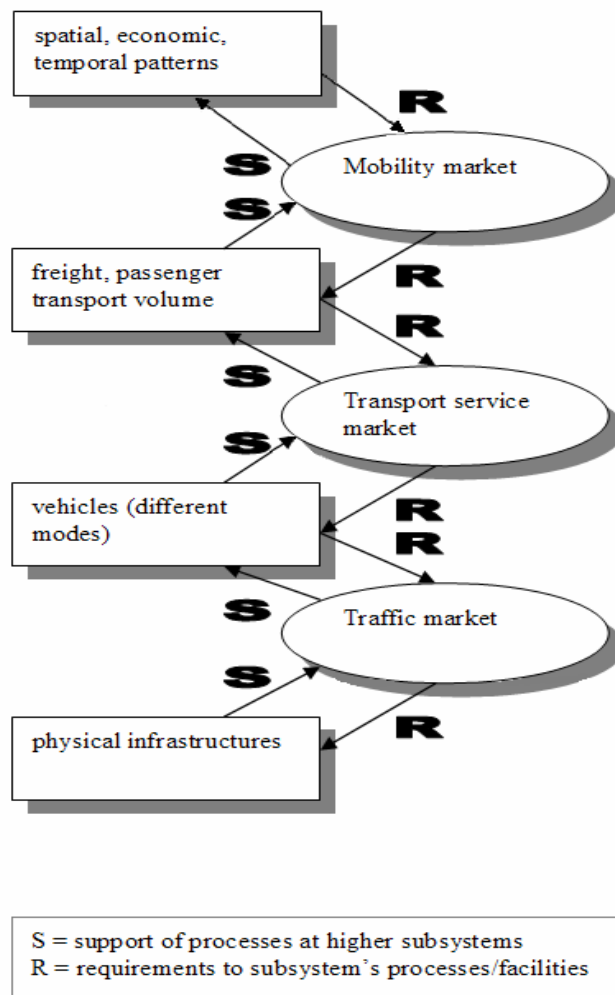 spatial, economic,
temporal patterns
R
Mobility market
S
S
freight, passenger
transport volume
R
R
S
Transport service
market
S
vehicles (different
modes)
R
R
S
Traffic market
S
physical infrastructures
R
S = support of processes at higher subsystems
R = requirements to subsystem's processes/facilities